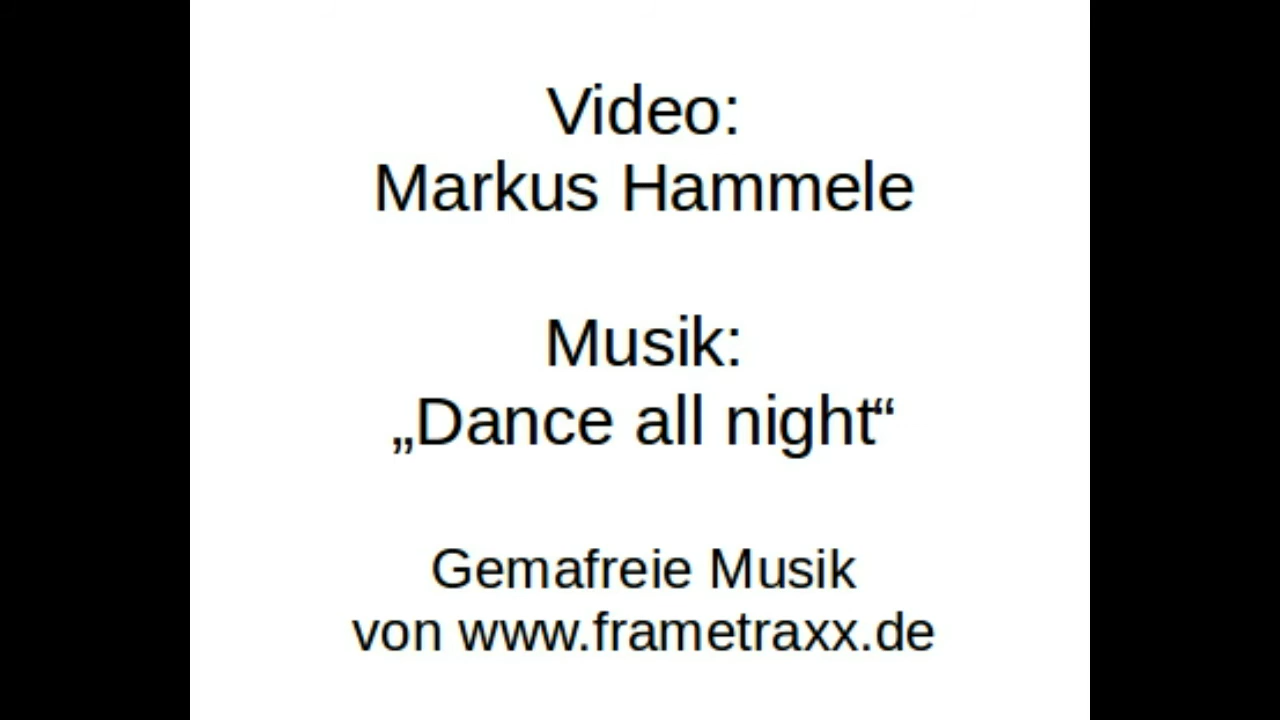 Video:
Markus Hammele
Musik:
„Dance all night“
Gemafreie Musik
von www.frametraxx.de